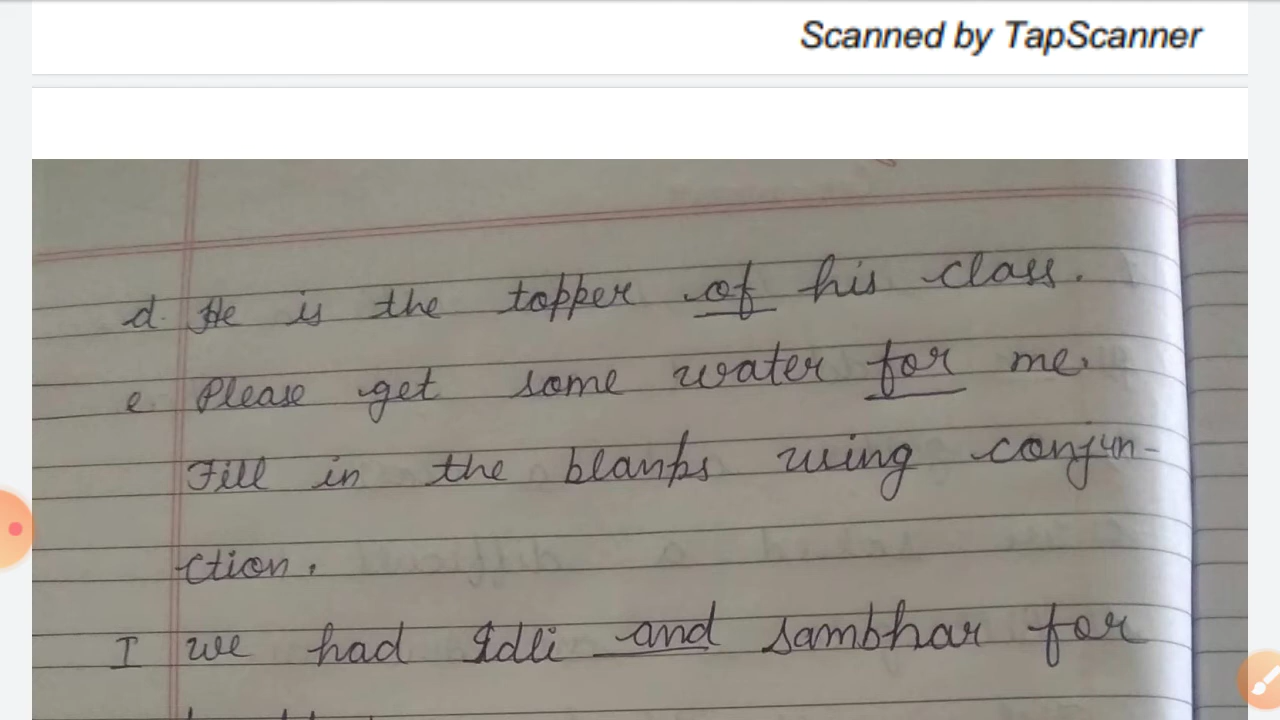 Scanned by TapScanner
d. He is the topper of his class.
e. Please get some water for me.
Fill in the blanks using conjun-
ction.
I we had Idli and sambhar for